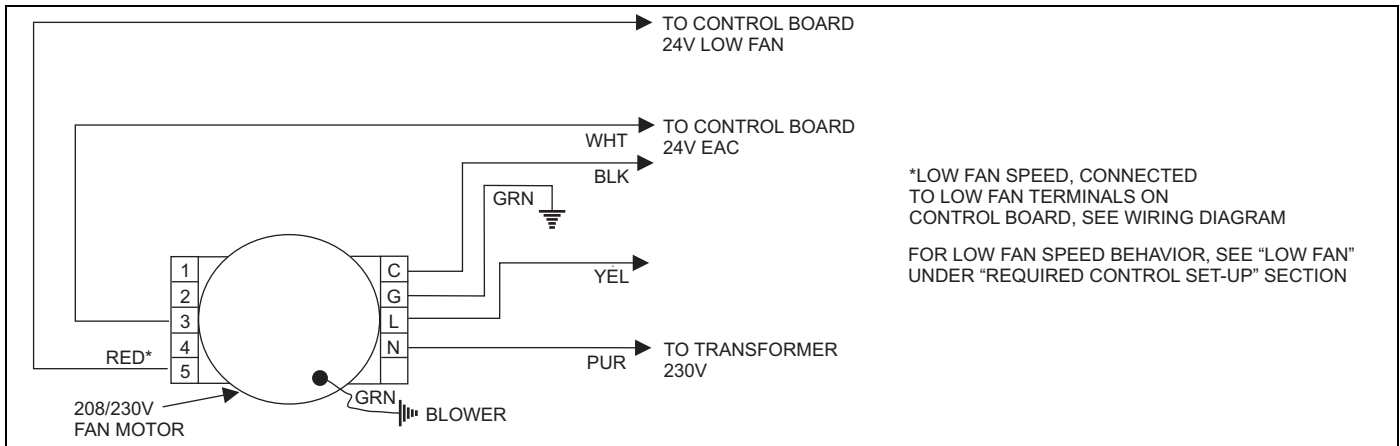 TO CONTROL BOARD
24V LOW FAN
TO CONTROL BOARD
24V EAC
WHT
BLK
GRN
*LOW FAN SPEED, CONNECTED
TO LOW FAN TERMINALS ON
CONTROL BOARD, SEE WIRING DIAGRAM
FOR LOW FAN SPEED BEHAVIOR, SEE “LOW FAN”
UNDER “REQUIRED CONTROL SET-UP” SECTION
1
2
3
4
5
C
G
L
N
YEL
RED*
PUR
TO TRANSFORMER
230V
GRN
BLOWER
208/230V
FAN MOTOR